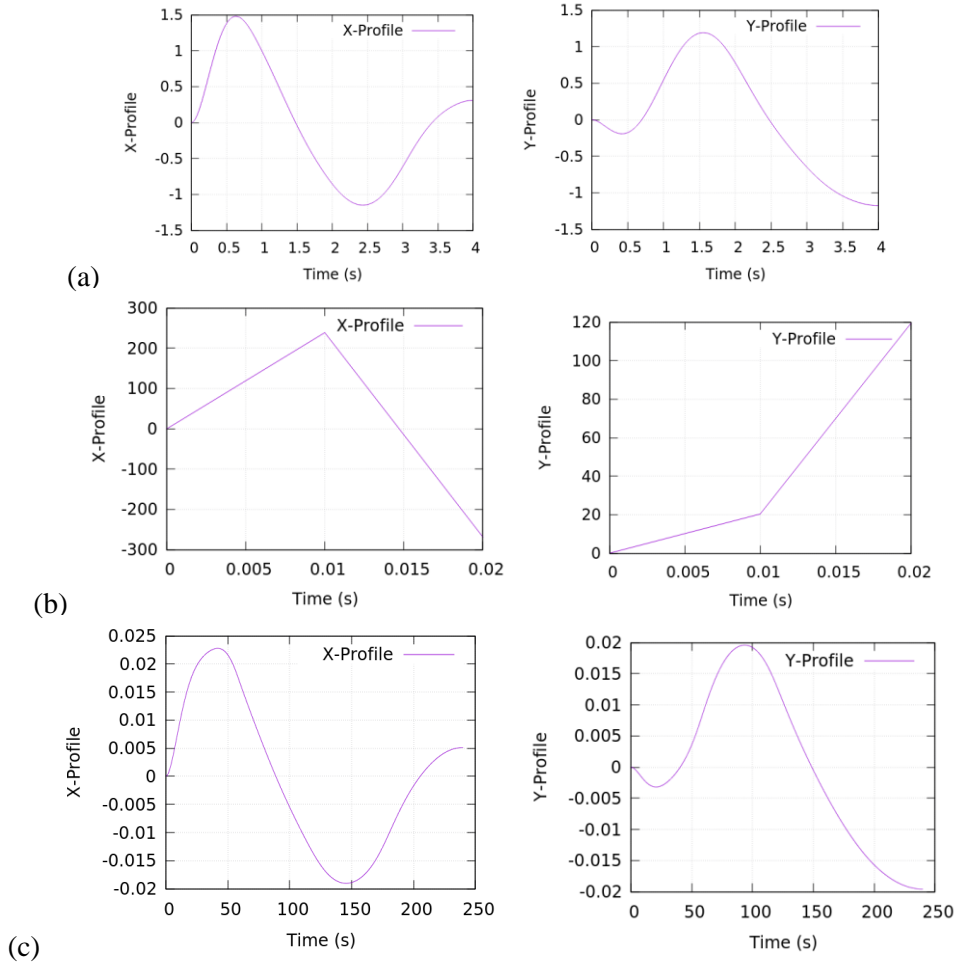 1.5
1
0.5
0
-0.5
-1
-1.5
X-Profile
X-Profile
0 0.5 1 1.5 2 2.5 3 3.5 4
Time (s)
1.5
1
0.5
0
-0.5
-1
-1.5
Y-Profile
Y-Profile
0 0.5 1 1.5 2 2.5 3 3.5 4
Time (s)
(a)
300
200
100
0
-100
-200
-300
X-Profile
X-Profile
0 0.005 0.01 0.015 0.02
Time (s)
120
100
80
60
40
20
0
Y-Profile
Y-Profile
0 0.005 0.01 0.015 0.02
Time (s)
(b)
0.025
0.02
0.015
0.01
0.005
0
-0.005
-0.01
-0.015
-0.02
X-Profile
X-Profile
0 50 100 150 200 250
Time (s)
0.02
0.015
0.01
0.005
0
-0.005
-0.01
-0.015
-0.02
Y-Profile
Y-Profile
0 50 100 150 200 250
Time (s)
(c)